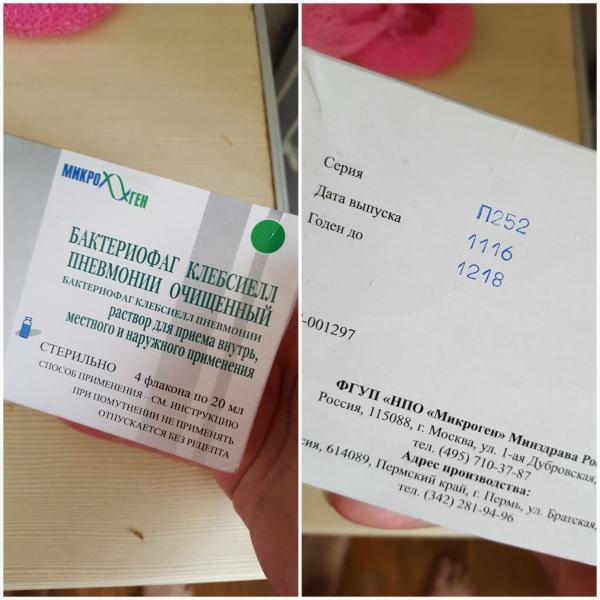 МИКРО ГЕН
БАКТЕРИОФАГ КЛЕБСИЕЛЛ
ПНЕВМОНИИ ОЧИЩЕННЫЙ
БАКТЕРИОФАГ КЛЕБСИЕЛЛ ПНЕВМОНИИ
раствор для приема внутрь,
местного и наружного применения
СТЕРИЛЬНО 4 флакона по 20 мл
СПОСОБ ПРИМЕНЕНИЯ – СМ. ИНСТРУКЦИЮ
ПРИ ПОМУТНЕНИИ НЕ ПРИМЕНЯТЬ
ОТПУСКАЕТСЯ БЕЗ РЕЦЕПТА
Серия П252
Дата выпуска 1116
Годен до 1218
-001297
ФГУП «НПО «Микроген» Минздрава
Россия, 115088, г. Москва, ул. 1-ая Дубровская,
тел. (495) 710-37-87
Адрес производства:
614089, Пермский край, г. Пермь, ул. Братская,
тел. (342) 281-94-96